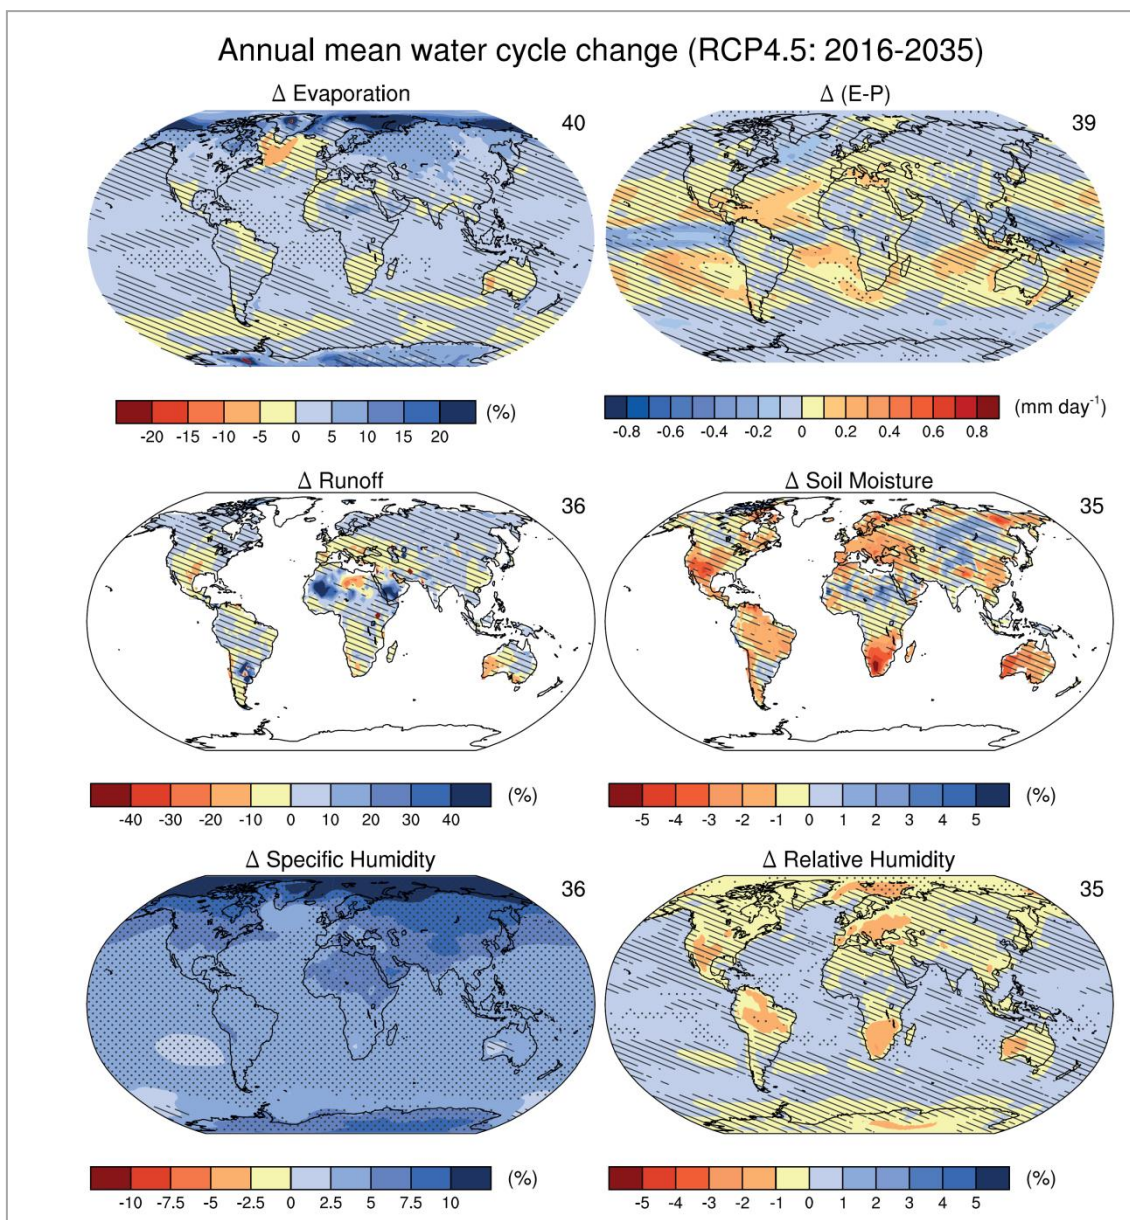 Annual mean water cycle change (RCP4.5: 2016-2035)
Δ Evaporation
40
-20 -15 -10 -5 0 5 10 15 20
(%)
Δ (E-P)
39
-0.8 -0.6 -0.4 -0.2 0 0.2 0.4 0.6 0.8
(mm day⁻¹)
Δ Runoff
36
-40 -30 -20 -10 0 10 20 30 40
(%)
Δ Soil Moisture
35
-5 -4 -3 -2 -1 0 1 2 3 4 5
(%)
Δ Specific Humidity
36
-10 -7.5 -5 -2.5 0 2.5 5 7.5 10
(%)
Δ Relative Humidity
35
-5 -4 -3 -2 -1 0 1 2 3 4 5
(%)